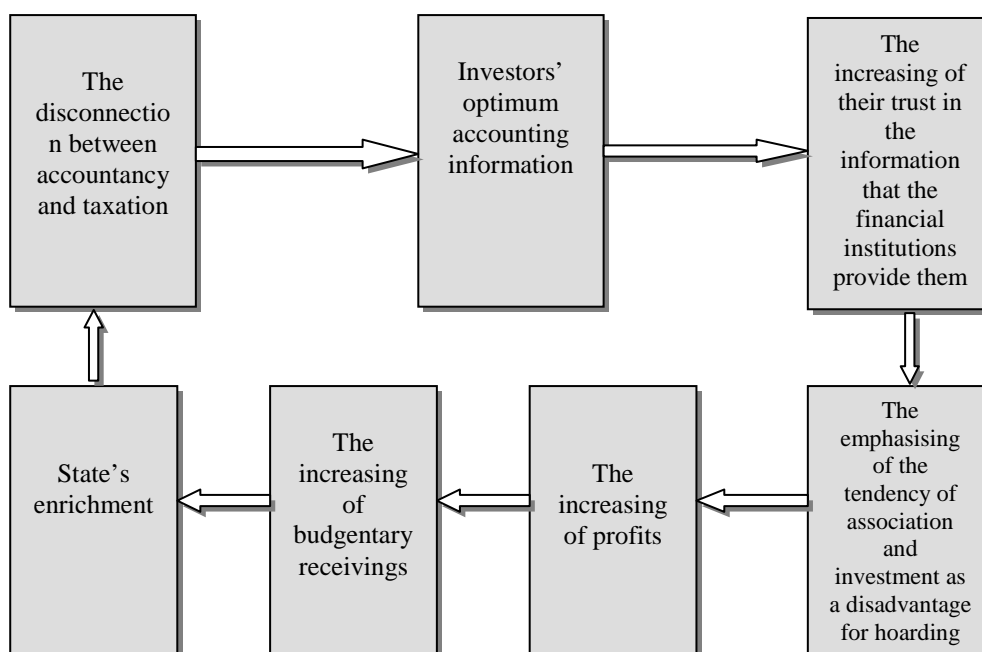 The
disconnectio
n between
accountancy
and taxation
Investors’
optimum
accounting
information
The
increasing of
their trust in
the
information
that the
financial
institutions
provide them
State’s
enrichment
The
increasing
of
budgentary
receivings
The
increasing
of profits
The
emphasising
of the
tendency of
association
and
investment as
a disadvantage
for hoarding